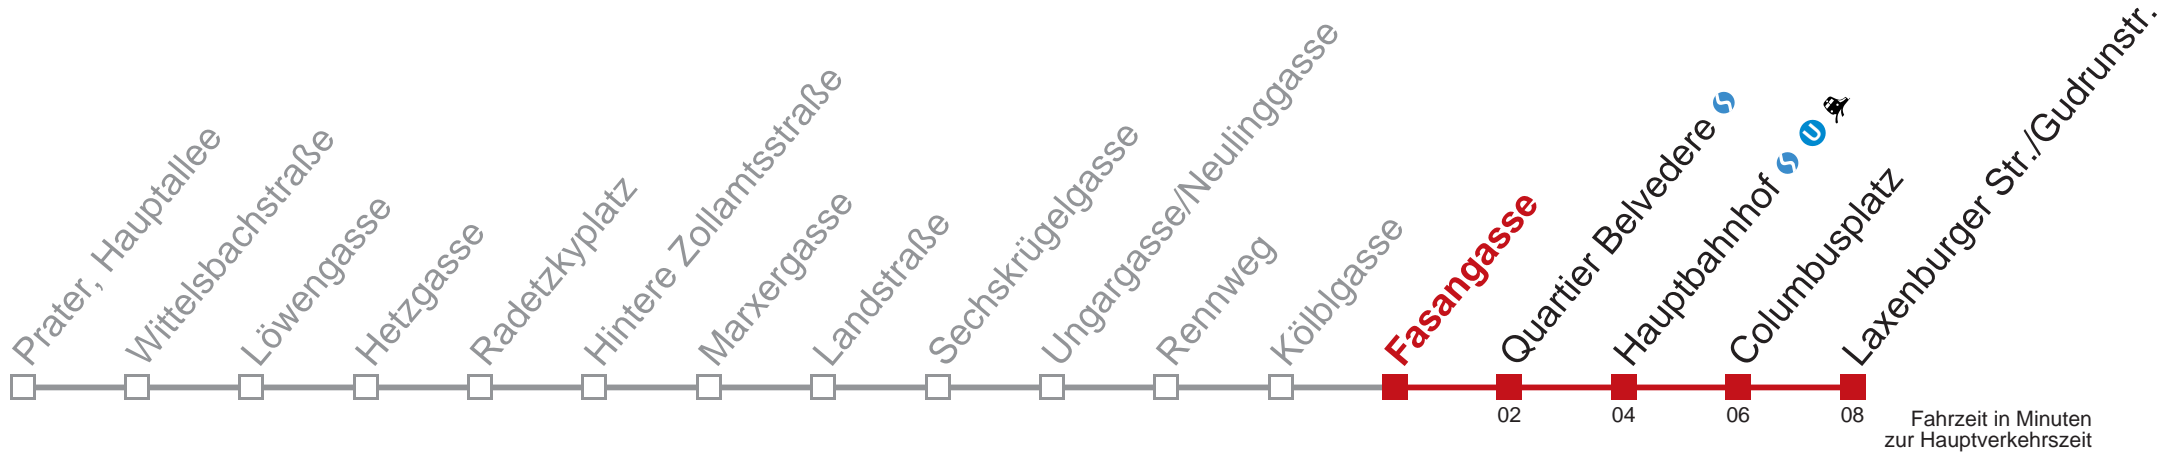 Prater, Hauptallee
Wittelsbachstraße
Löwengasse
Hetzgasse
Radetzkyplatz
Hintere Zollamtsstraße
Marxergasse
Landstraße
Sechskrügelgasse
Ungargasse/Neulinggasse
Rennweg
Kölblgasse
Fasangasse
Quartier Belvedere S
Hauptbahnhof S U
Columbusplatz
Laxenburger Str./Gudrunstr.
02 04 06 08
Fahrzeit in Minuten
zur Hauptverkehrszeit